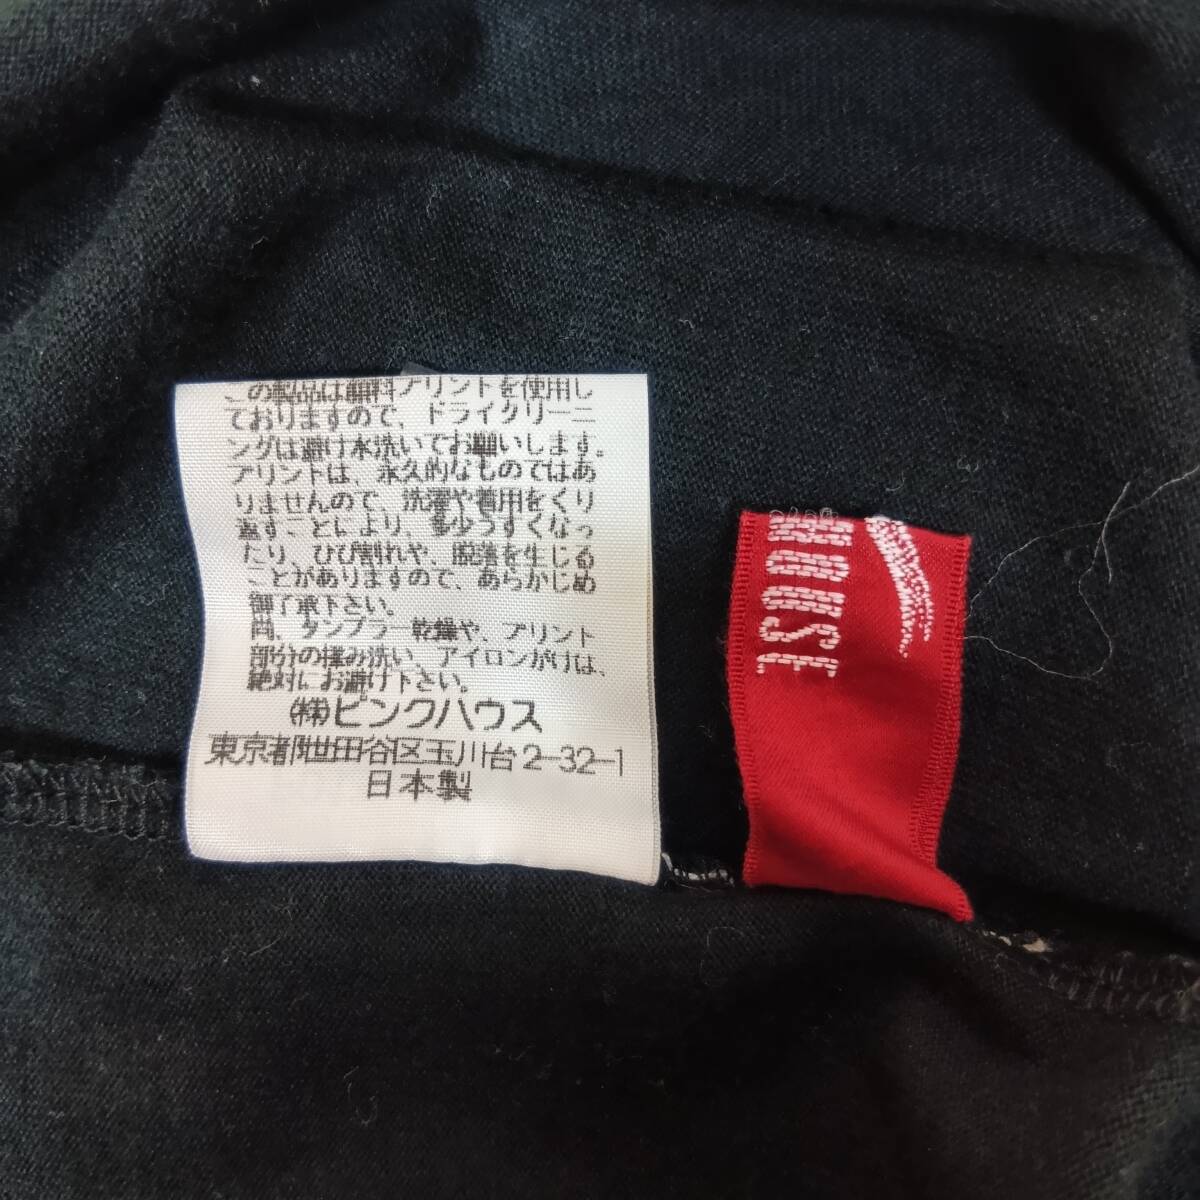 この製品は顔料プリントを使用し
ておりますので、ドライクリーニ
ングは避け水洗いでお願いします。
プリントは、永久的なものではあ
りませんので、洗濯や着用をくり
返すことにより、多少うすくなっ
たり、ひび割れや、脱落を生じる
ことがありますので、あらかじめ
御了承下さい。
尚、タンブラー乾燥や、プリント
部分の揉み洗い、アイロンがけは、
絶対にお避け下さい。
(株)ピンクハウス
東京都世田谷区玉川台2-32-1
日本製
HOUSE